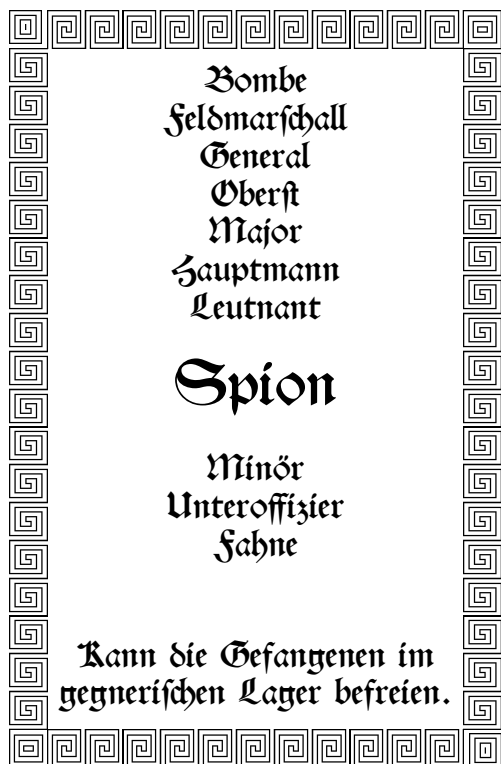 Bombe
Feldmarſchall
General
Oberſt
Major
Hauptmann
Leutnant
Spion
Minör
Unteroffizier
Fahne
Kann die Gefangenen im
gegneriſchen Lager befreien.